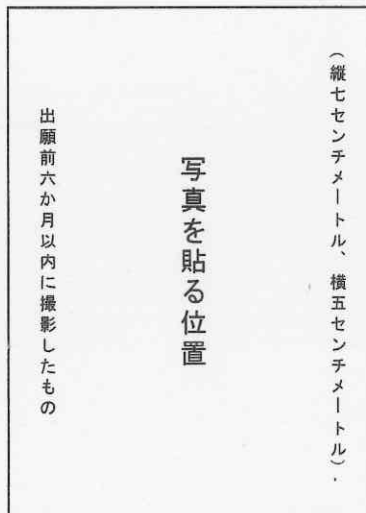 （縦七センチメートル、横五センチメートル）.
写真を貼る位置
出願前六か月以内に撮影したもの